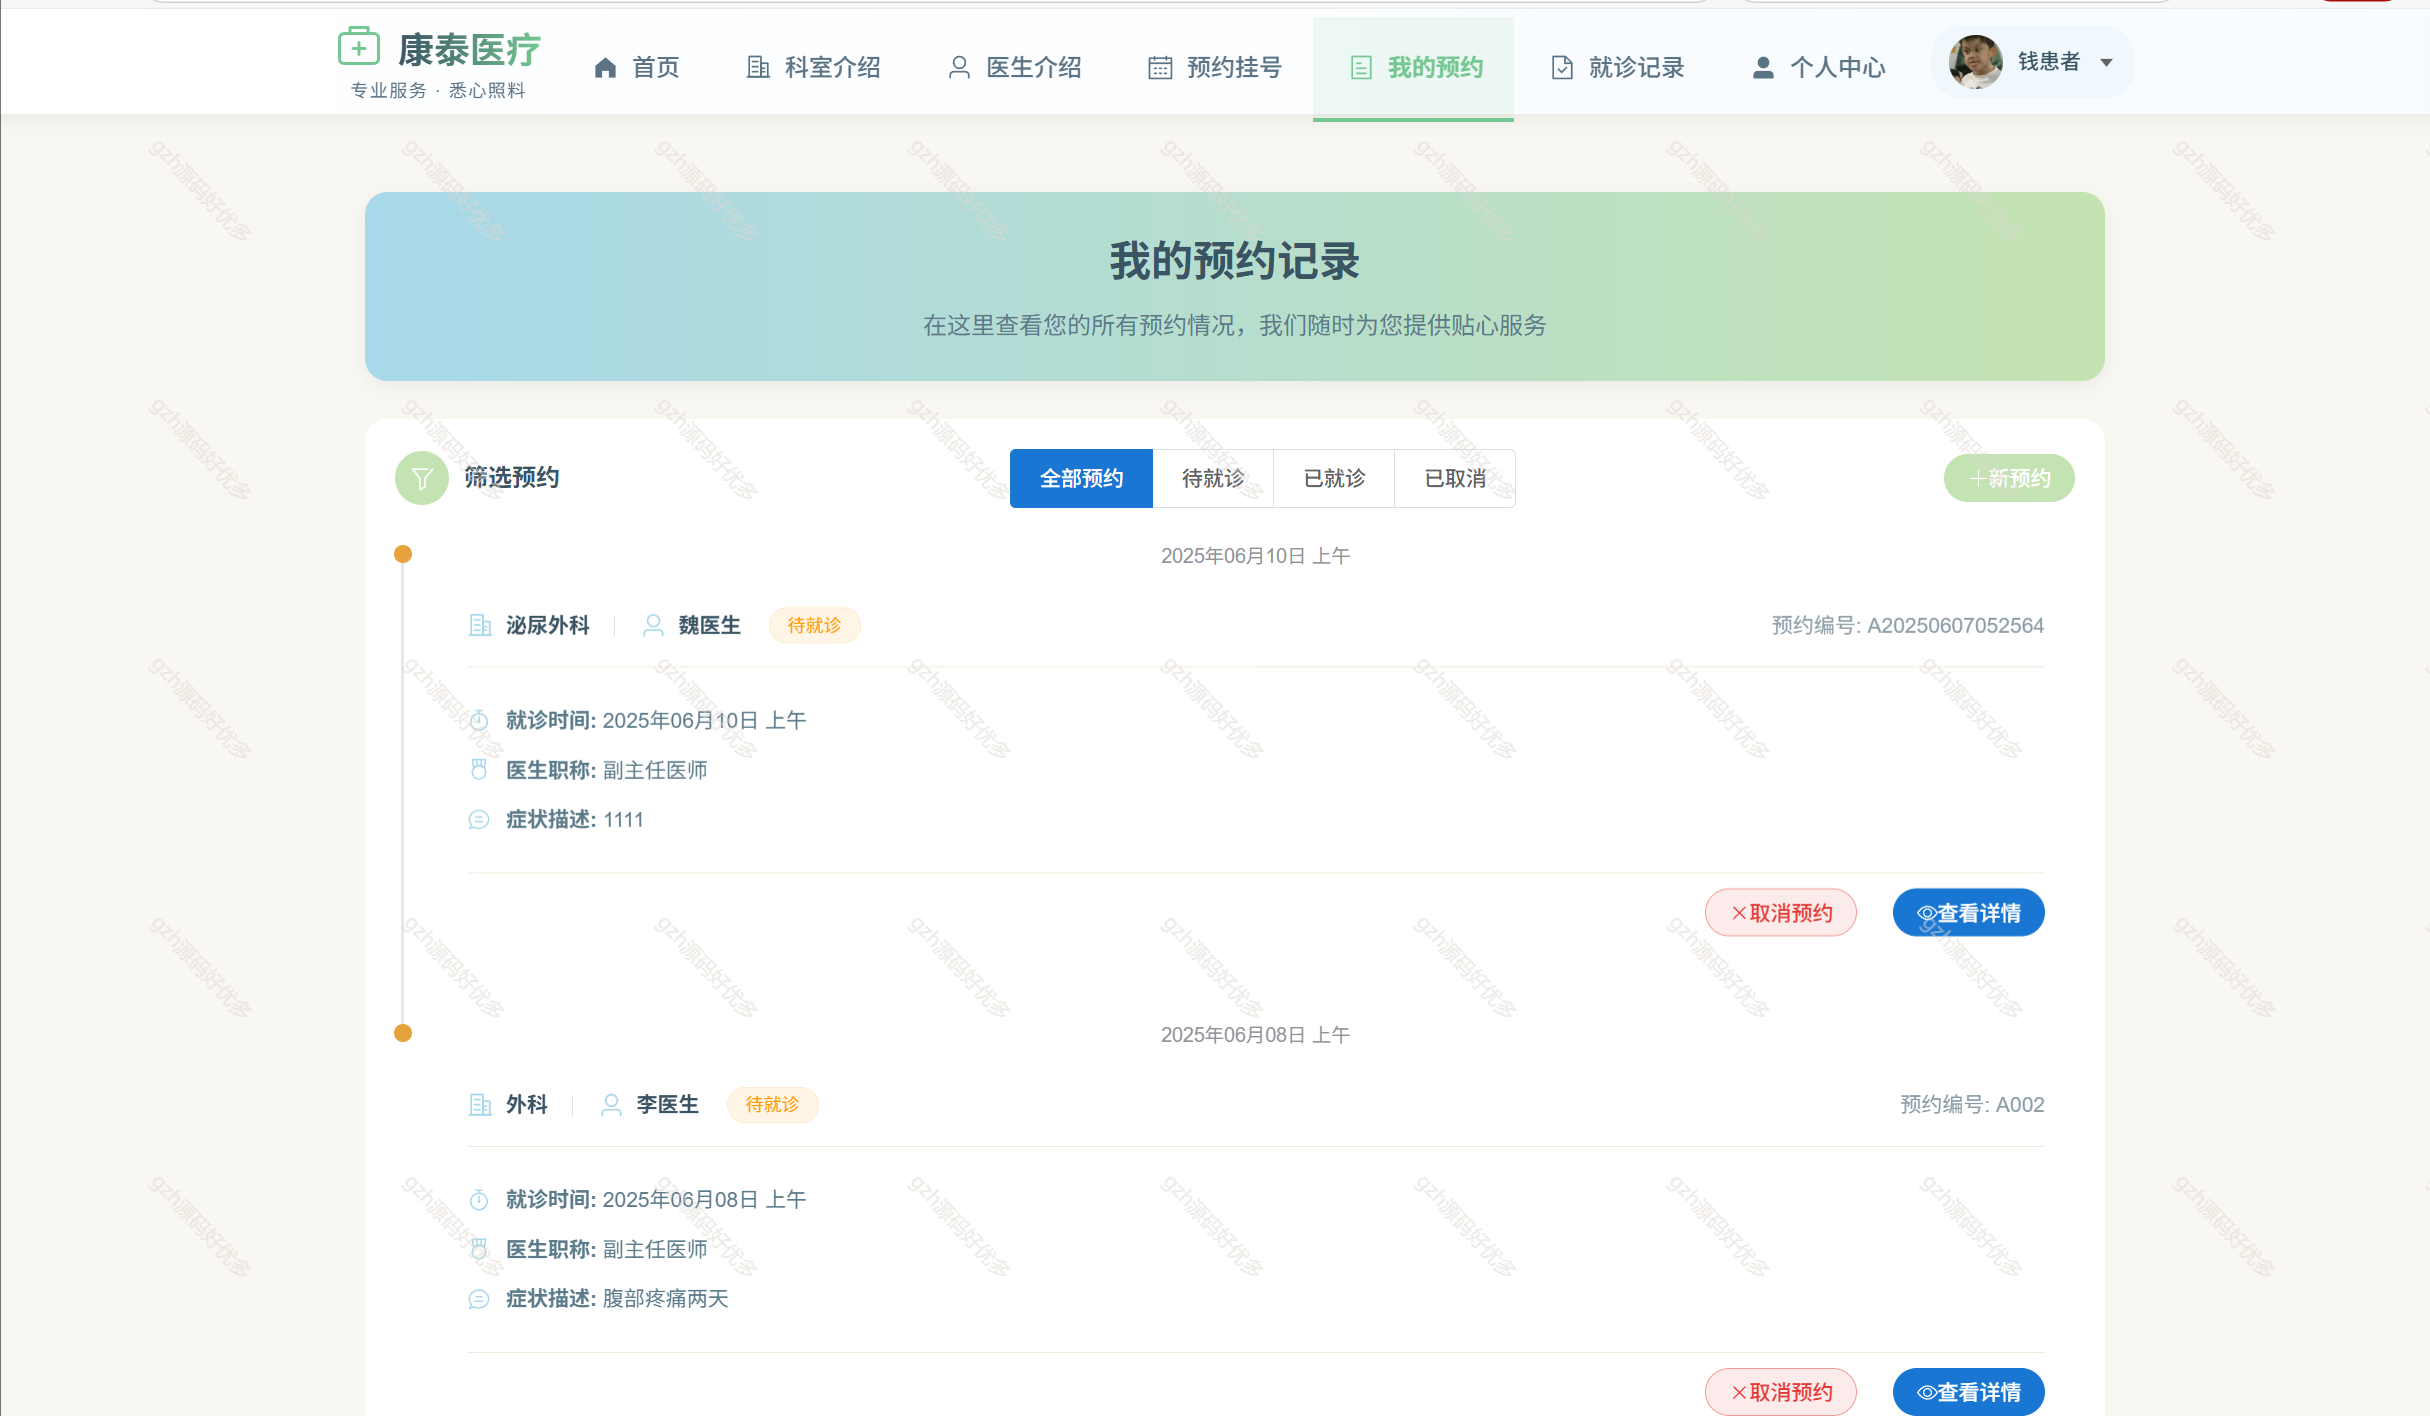 康泰医疗
专业服务 · 悉心照料
首页
科室介绍
医生介绍
预约挂号
我的预约
就诊记录
个人中心
钱患者
我的预约记录
在这里查看您的所有预约情况，我们随时为您提供贴心服务
筛选预约
全部预约
待就诊
已就诊
已取消
+新预约
2025年06月10日 上午
泌尿外科
魏医生
待就诊
预约编号: A20250607052564
就诊时间: 2025年06月10日 上午
医生职称: 副主任医师
症状描述: 1111
取消预约
查看详情
2025年06月08日 上午
外科
李医生
待就诊
预约编号: A002
就诊时间: 2025年06月08日 上午
医生职称: 副主任医师
症状描述: 腹部疼痛两天
取消预约
查看详情
gzh源码好优多